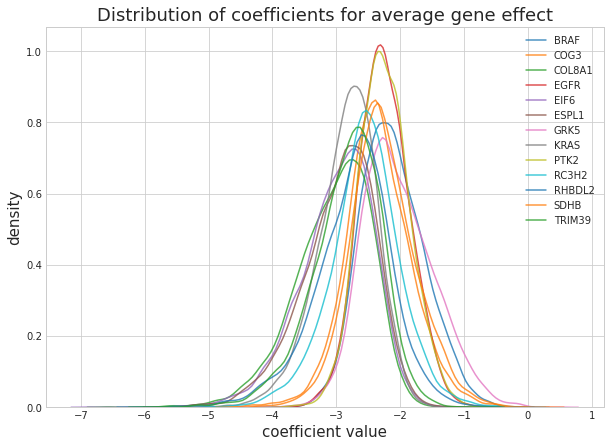 Distribution of coefficients for average gene effect
1.0
0.8
0.6
0.4
0.2
0.0
density
BRAF
COG3
COL8A1
EGFR
EIF6
ESPL1
GRK5
KRAS
PTK2
RC3H2
RHBDL2
SDHB
TRIM39
−7 −6 −5 −4 −3 −2 −1 0 1
coefficient value